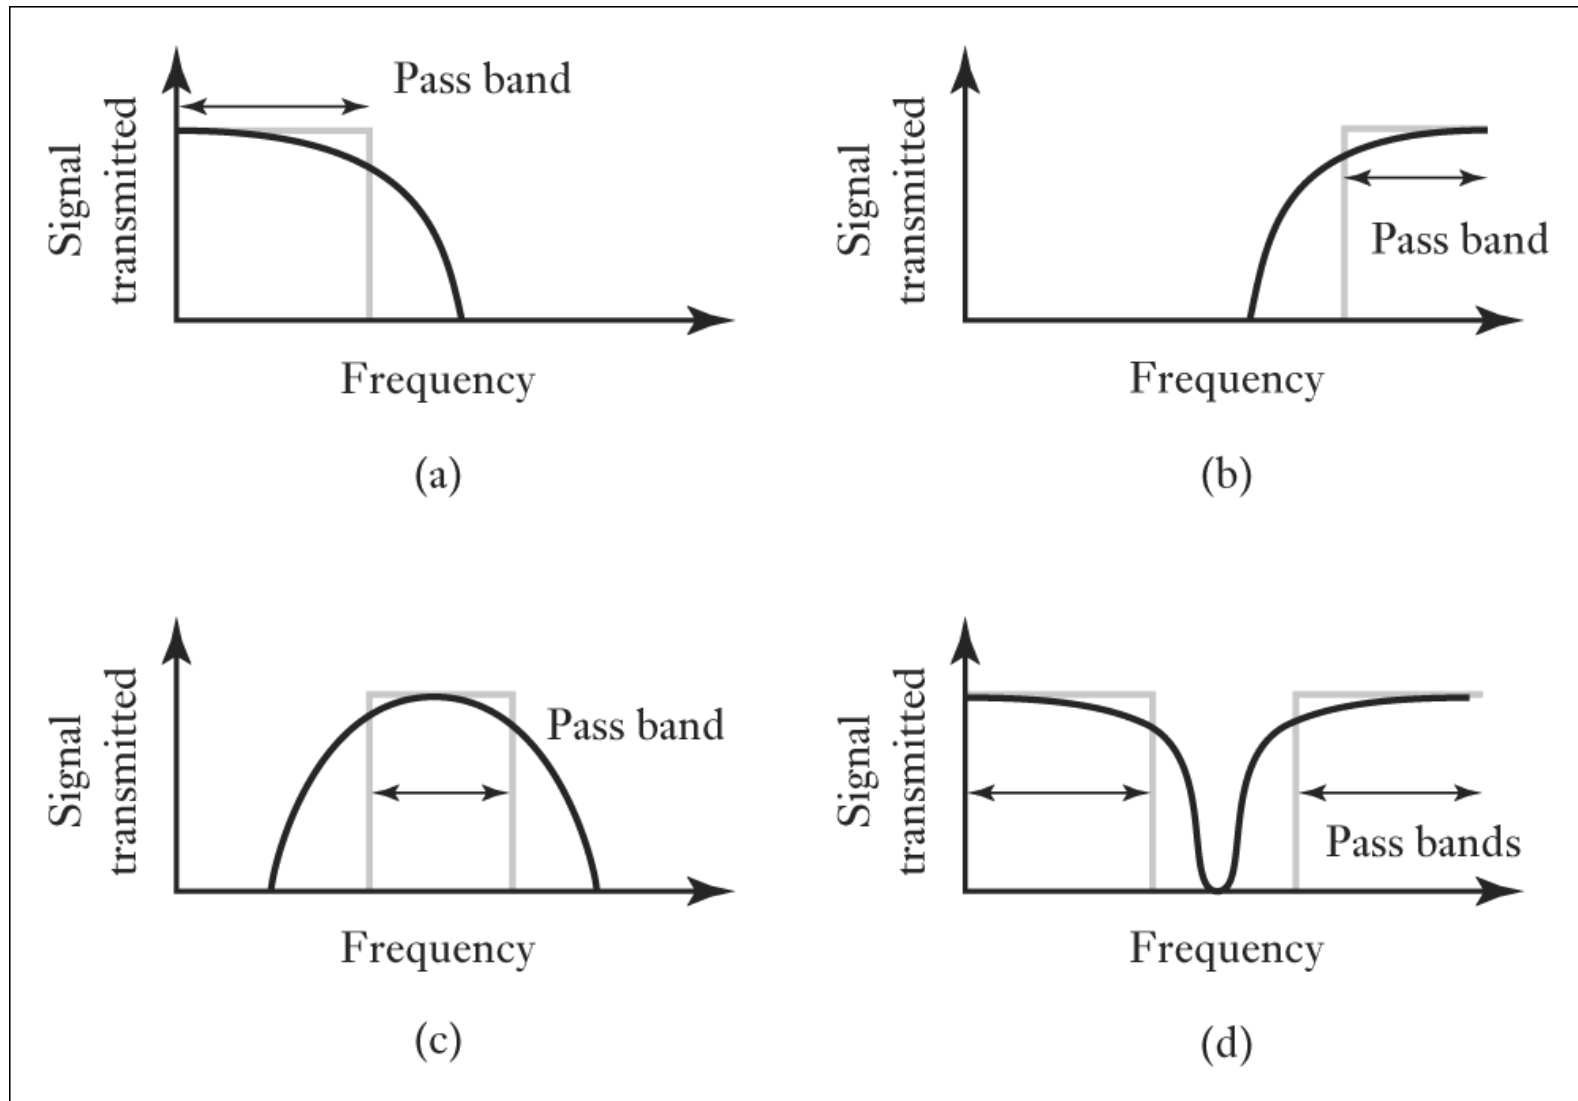 Pass band
Signal
transmitted
Frequency
(a)
Signal
transmitted
Pass band
Frequency
(b)
Signal
transmitted
Pass band
Frequency
(c)
Signal
transmitted
Pass bands
Frequency
(d)